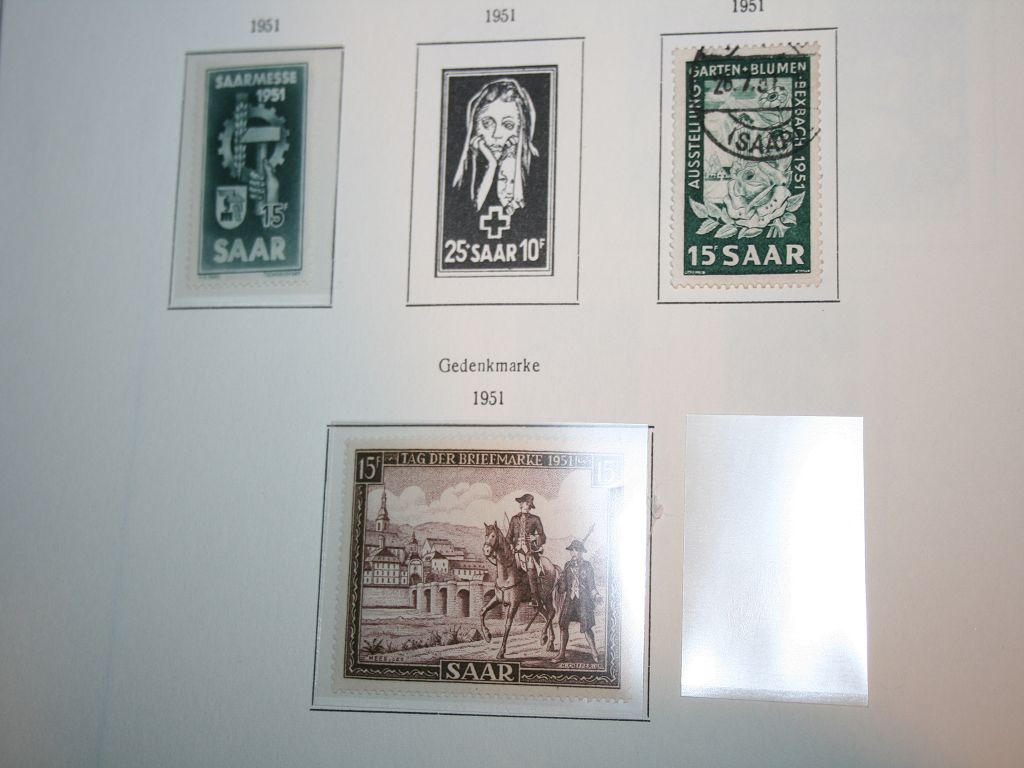 1951
1951
1951
SAARMESSE
1951
15F
SAAR
25+SAAR 10F
GARTEN+BLUMEN
AUSSTELLUNG
BEXBACH 1951
(SAAR)
15F SAAR
Gedenkmarke
1951
15F TAG DER BRIEFMARKE 1951 15F
SAAR